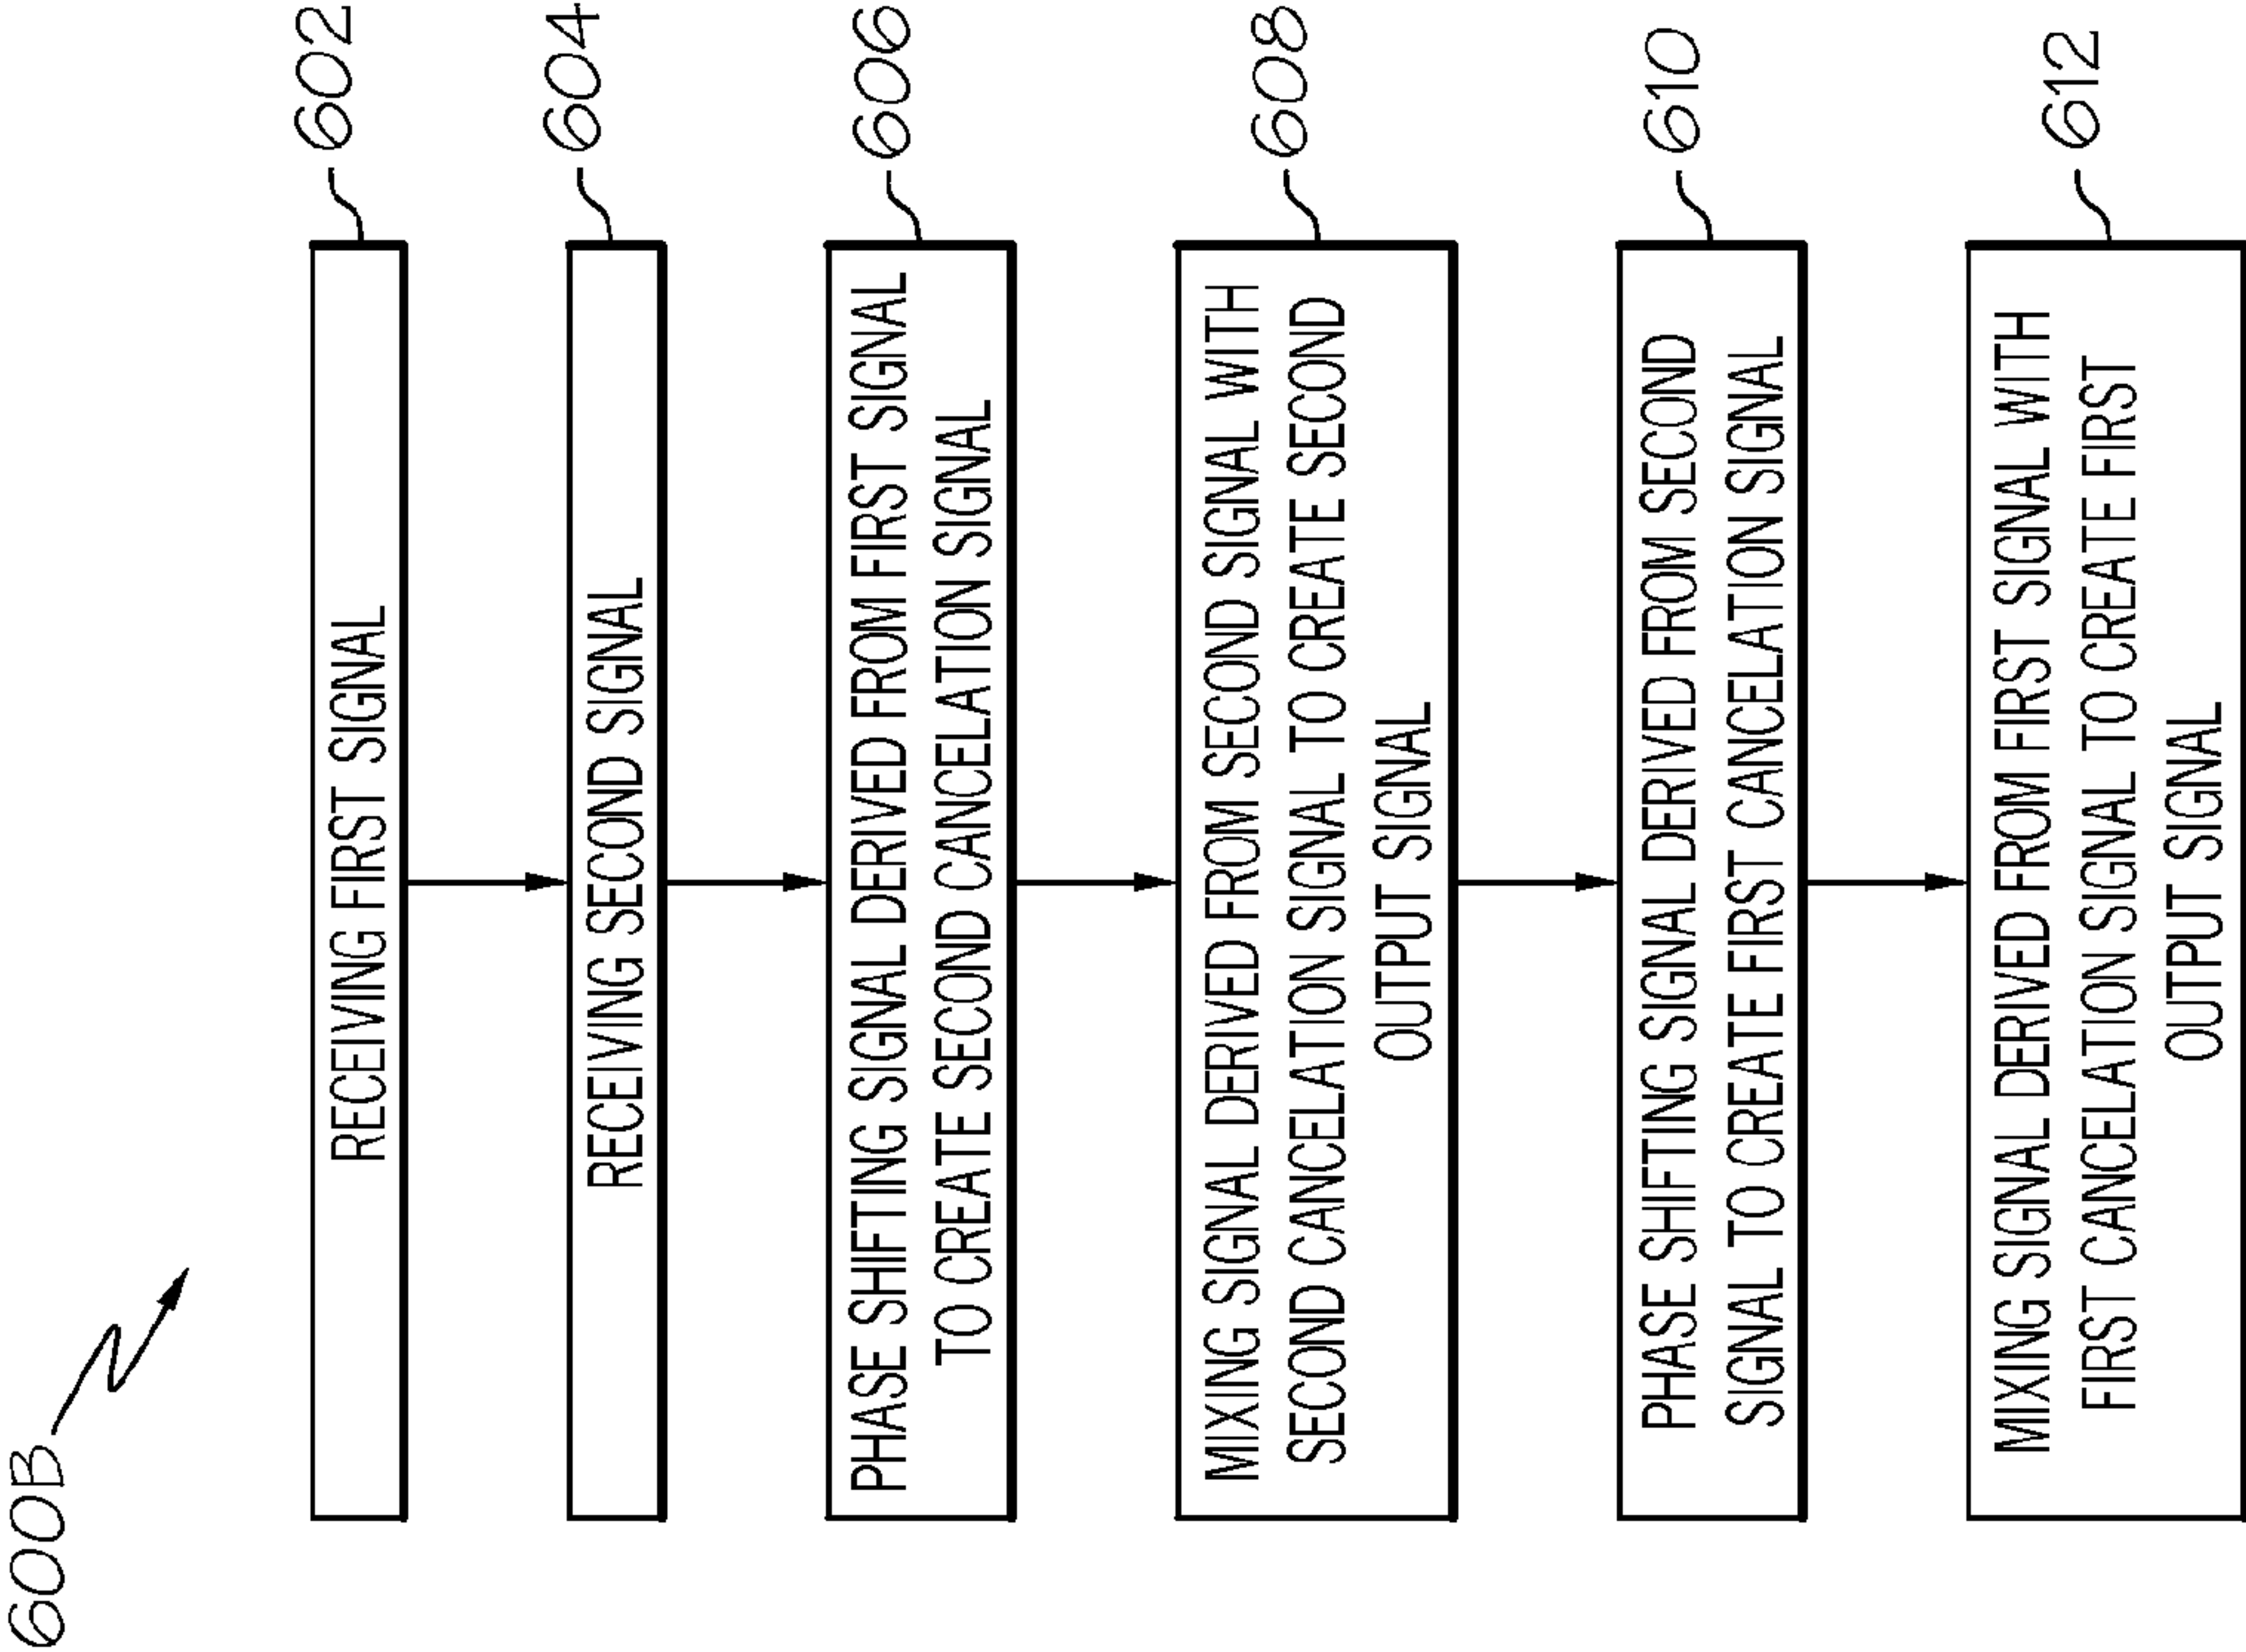 600B
602
RECEIVING FIRST SIGNAL
604
RECEIVING SECOND SIGNAL
606
PHASE SHIFTING SIGNAL DERIVED FROM FIRST SIGNAL
TO CREATE SECOND CANCELATION SIGNAL
608
MIXING SIGNAL DERIVED FROM SECOND SIGNAL WITH
SECOND CANCELATION SIGNAL TO CREATE SECOND
OUTPUT SIGNAL
610
PHASE SHIFTING SIGNAL DERIVED FROM SECOND
SIGNAL TO CREATE FIRST CANCELATION SIGNAL
612
MIXING SIGNAL DERIVED FROM FIRST SIGNAL WITH
FIRST CANCELATION SIGNAL TO CREATE FIRST
OUTPUT SIGNAL